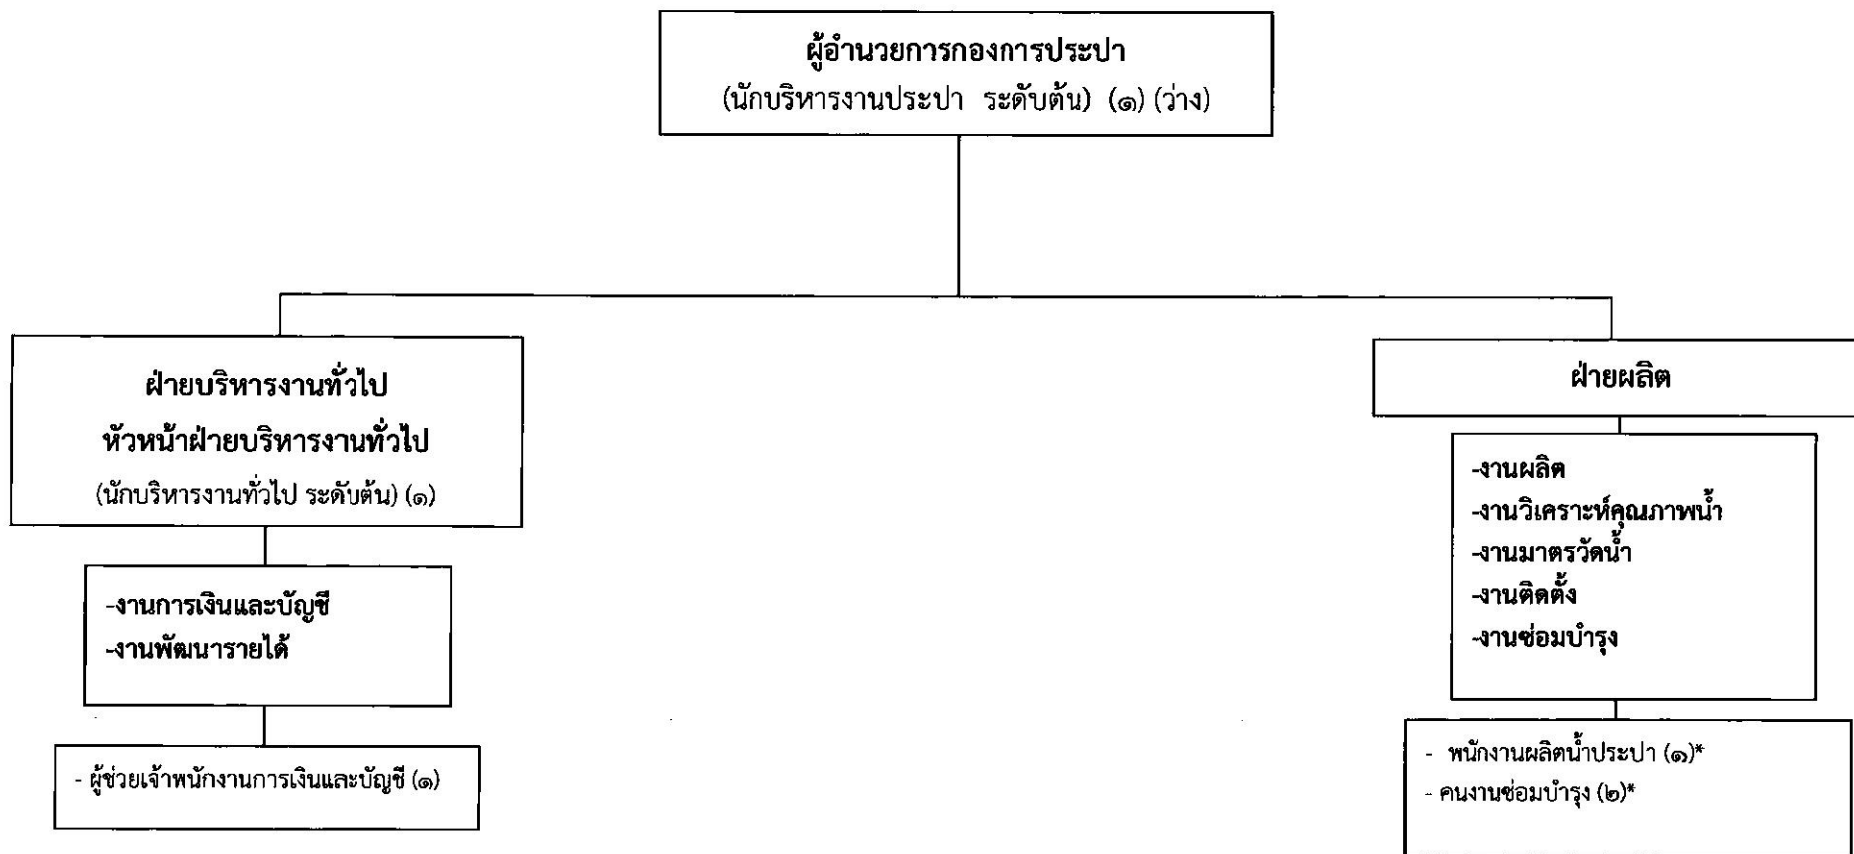 ผู้อำนวยการกองการประปา
(นักบริหารงานประปา ระดับต้น) (๑) (ว่าง)
ฝ่ายบริหารงานทั่วไป
หัวหน้าฝ่ายบริหารงานทั่วไป
(นักบริหารงานทั่วไป ระดับต้น) (๑)
-งานการเงินและบัญชี
-งานพัฒนารายได้
- ผู้ช่วยเจ้าพนักงานการเงินและบัญชี (๑)
ฝ่ายผลิต
-งานผลิต
-งานวิเคราะห์คุณภาพน้ำ
-งานมาตรวัดน้ำ
-งานติดตั้ง
-งานซ่อมบำรุง
- พนักงานผลิตน้ำประปา (๑)*
- คนงานซ่อมบำรุง (๒)*